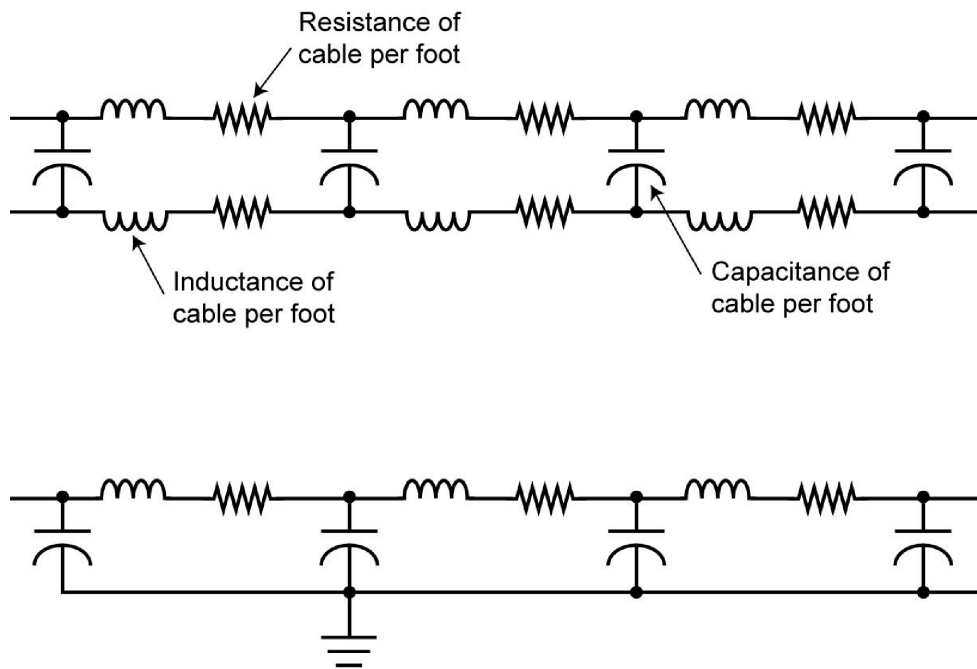 Resistance of
cable per foot
Inductance of
cable per foot
Capacitance of
cable per foot